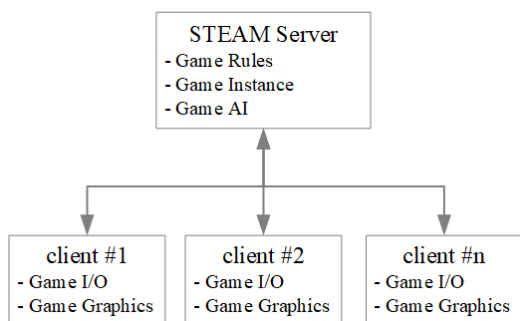 STEAM Server
- Game Rules
- Game Instance
- Game AI
client #1
- Game I/O
- Game Graphics
client #2
- Game I/O
- Game Graphics
client #n
- Game I/O
- Game Graphics